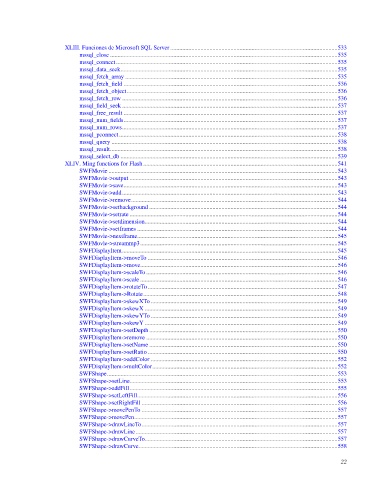 XLIII. Funciones de Microsoft SQL Server ........ 533
mssql_close ........ 535
mssql_connect ........ 535
mssql_data_seek ........ 535
mssql_fetch_array ........ 535
mssql_fetch_field ........ 536
mssql_fetch_object ........ 536
mssql_fetch_row ........ 536
mssql_field_seek ........ 537
mssql_free_result ........ 537
mssql_num_fields ........ 537
mssql_num_rows ........ 537
mssql_pconnect ........ 538
mssql_query ........ 538
mssql_result ........ 538
mssql_select_db ........ 539
XLIV. Ming functions for Flash ........ 541
SWFMovie ........ 543
SWFMovie->output ........ 543
SWFMovie->save ........ 543
SWFMovie->add ........ 543
SWFMovie->remove ........ 544
SWFMovie->setbackground ........ 544
SWFMovie->setrate ........ 544
SWFMovie->setdimension ........ 544
SWFMovie->setframes ........ 544
SWFMovie->nextframe ........ 545
SWFMovie->streammp3 ........ 545
SWFDisplayItem ........ 545
SWFDisplayItem->moveTo ........ 546
SWFDisplayItem->move ........ 546
SWFDisplayItem->scaleTo ........ 546
SWFDisplayItem->scale ........ 546
SWFDisplayItem->rotateTo ........ 547
SWFDisplayItem->Rotate ........ 548
SWFDisplayItem->skewXTo ........ 549
SWFDisplayItem->skewX ........ 549
SWFDisplayItem->skewYTo ........ 549
SWFDisplayItem->skewY ........ 549
SWFDisplayItem->setDepth ........ 550
SWFDisplayItem->remove ........ 550
SWFDisplayItem->setName ........ 550
SWFDisplayItem->setRatio ........ 550
SWFDisplayItem->addColor ........ 552
SWFDisplayItem->multColor ........ 552
SWFShape ........ 553
SWFShape->setLine ........ 553
SWFShape->addFill ........ 555
SWFShape->setLeftFill ........ 556
SWFShape->setRightFill ........ 556
SWFShape->movePenTo ........ 557
SWFShape->movePen ........ 557
SWFShape->drawLineTo ........ 557
SWFShape->drawLine ........ 557
SWFShape->drawCurveTo ........ 557
SWFShape->drawCurve ........ 558
22